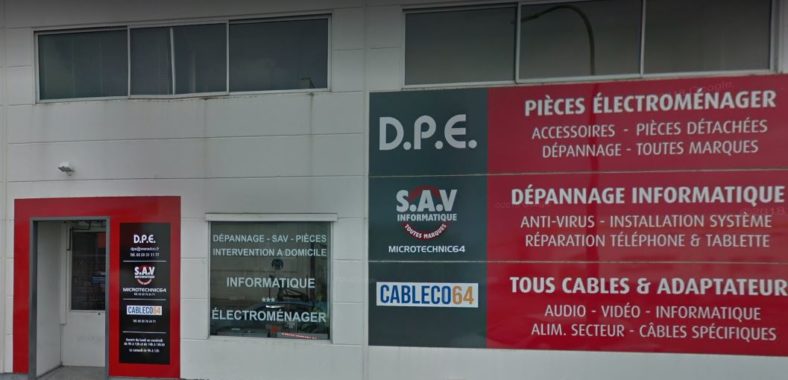 D.P.E.
PIÈCES ÉLECTROMÉNAGER
ACCESSOIRES - PIÈCES DÉTACHÉES
DÉPANNAGE - TOUTES MARQUES
S.A.V
INFORMATIQUE
TOUTES MARQUES
MICROTECHNIC64
DÉPANNAGE INFORMATIQUE
ANTI-VIRUS - INSTALLATION SYSTÈME
RÉPARATION TÉLÉPHONE & TABLETTE
CABLECO64
TOUS CABLES & ADAPTATEUR
AUDIO - VIDÉO - INFORMATIQUE
ALIM. SECTEUR - CÂBLES SPÉCIFIQUES
DÉPANNAGE - SAV - PIÈCES
INTERVENTION A DOMICILE
INFORMATIQUE
***
ÉLECTROMÉNAGER
D.P.E.
S.A.V
INFORMATIQUE
MICROTECHNIC64
CABLECO64